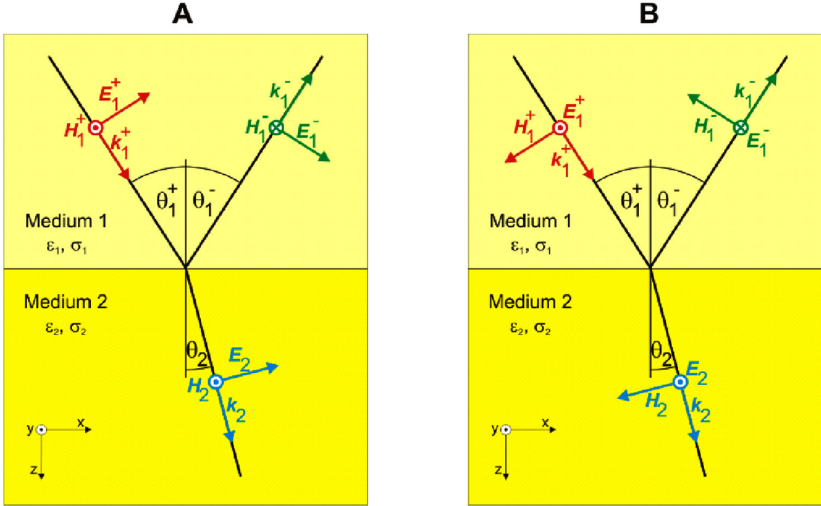 A
B
E₁⁺
H₁⁺
k₁⁺
k₁⁻
H₁⁻
E₁⁻
θ₁⁺ θ₁⁻
Medium 1
ε₁, σ₁
Medium 2
ε₂, σ₂
θ₂
E₂
H₂
k₂
y
x
z
H₁⁺
E₁⁺
k₁⁺
k₁⁻
H₁⁻
E₁⁻
θ₁⁺ θ₁⁻
Medium 1
ε₁, σ₁
Medium 2
ε₂, σ₂
θ₂
E₂
H₂
k₂
y
x
z